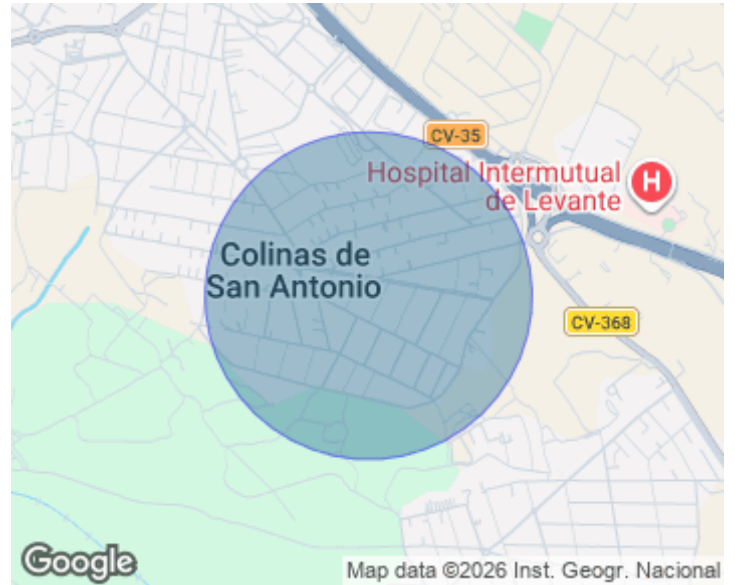 CV-35
Hospital Intermutual
de Levante
H
Colinas de
San Antonio
CV-368
Google
Map data ©2026 Inst. Geogr. Nacional